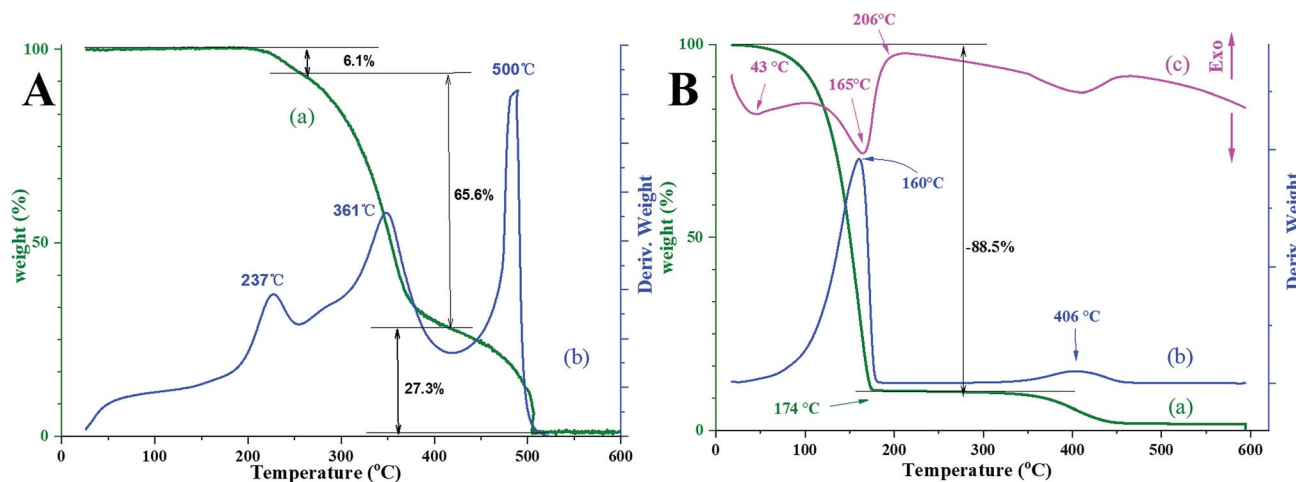 A
100
50
0
weight (%)
(a)
6.1%
65.6%
27.3%
237℃
361℃
500℃
(b)
Deriv. Weight
0
100
200
300
400
500
600
Temperature (ºC)
B
100
50
0
weight (%)
43 °C
165°C
206°C
160°C
-88.5%
174 °C
406 °C
(c)
(b)
(a)
Exo
Deriv. Weight
0
100
200
300
400
500
600
Temperature (ºC)